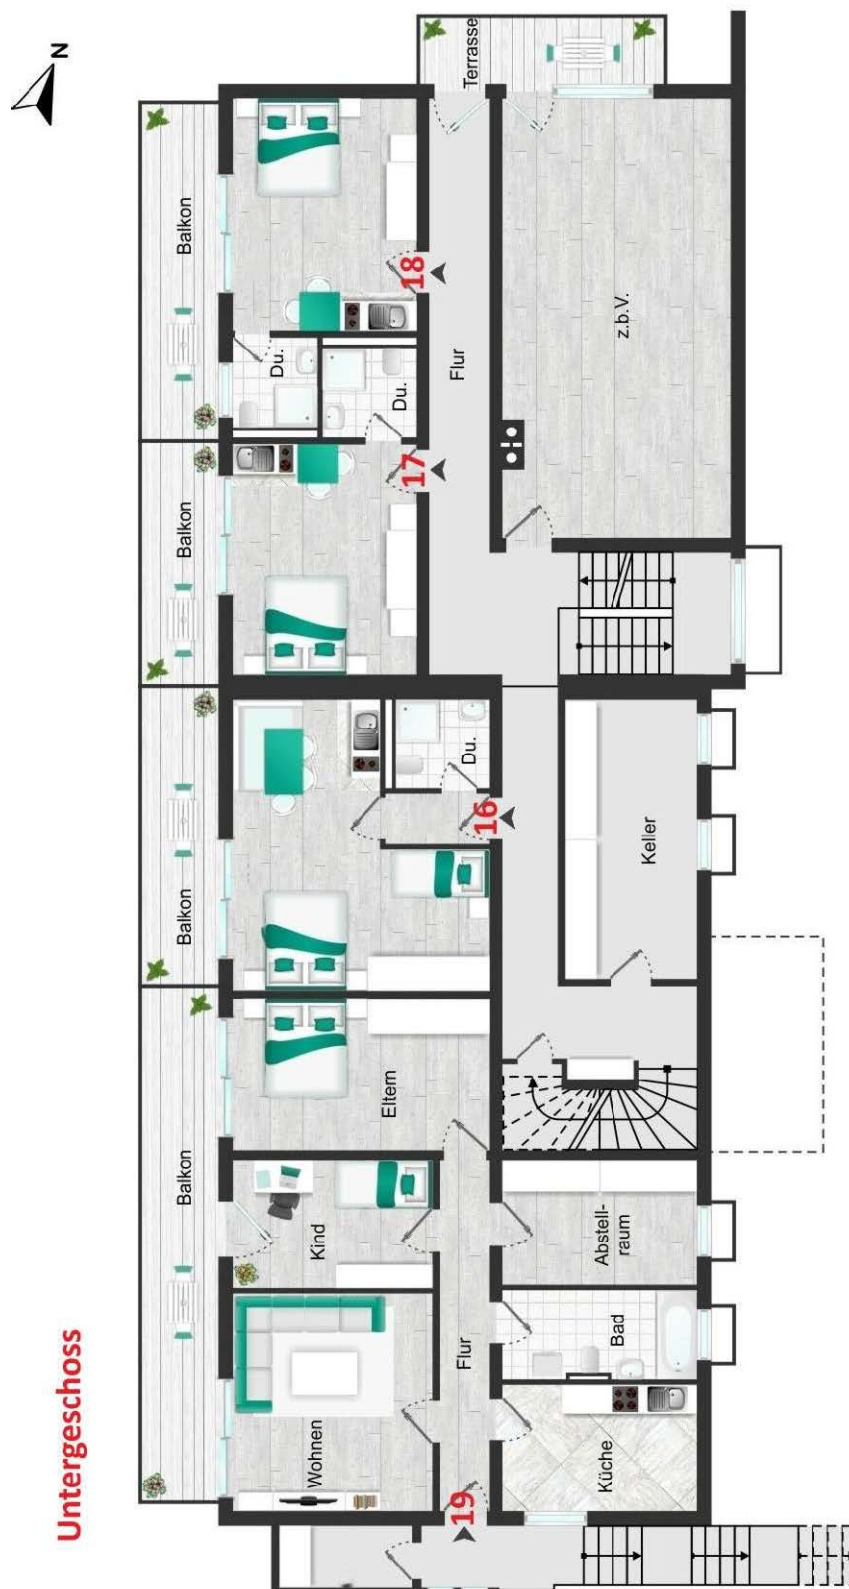 Untergeschoss
N
Balkon
Balkon
Balkon
Balkon
Terrasse
18
Du.
Du.
Flur
z.b.V.
17
Du.
16
Keller
Eltern
Kind
Abstell-
raum
Wohnen
Flur
Bad
Küche
19